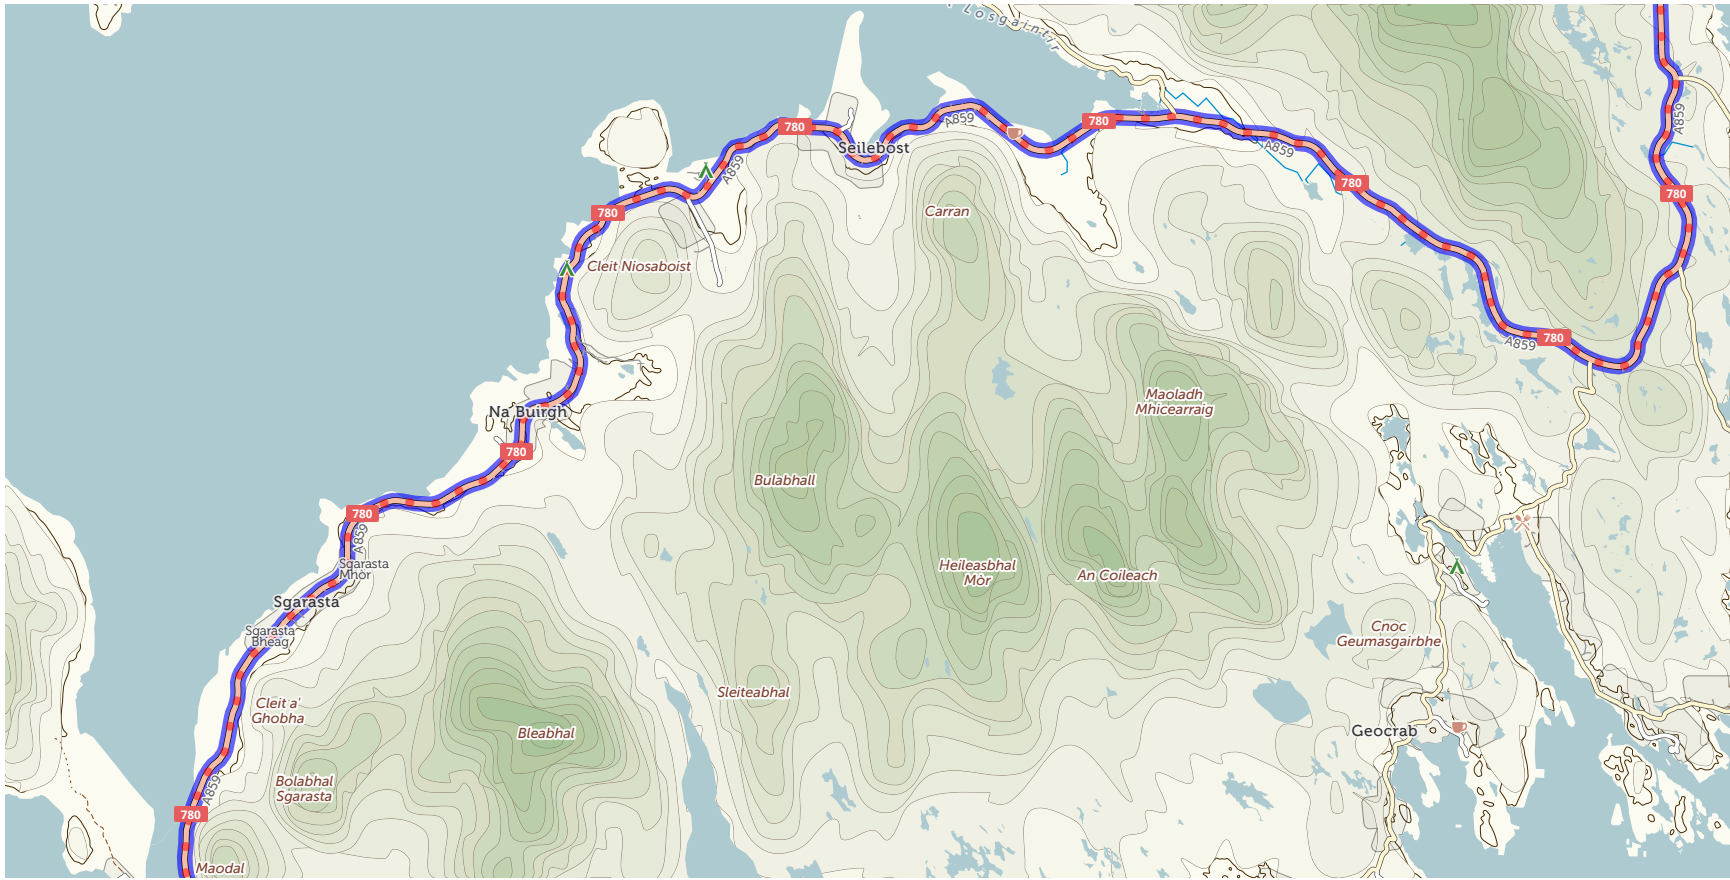 Losgaintir
A859
780
780
A859
780
A859
Seilebost
A859
780
780
Carran
780
Cleit Niosaboist
780
A859
Maoladh
Mhicearraig
Na Buirgh
780
Bulabhall
780
A859
Sgarasta
Mhòr
Heileasbhal
Mòr
An Coileach
Sgarasta
Sgarasta
Bheag
Cnoc
Geumasgairbhe
Sleiteabhal
Cleit a'
Ghobha
Bleabhal
Geocrab
Bolabhal
Sgarasta
A859
780
Maodal